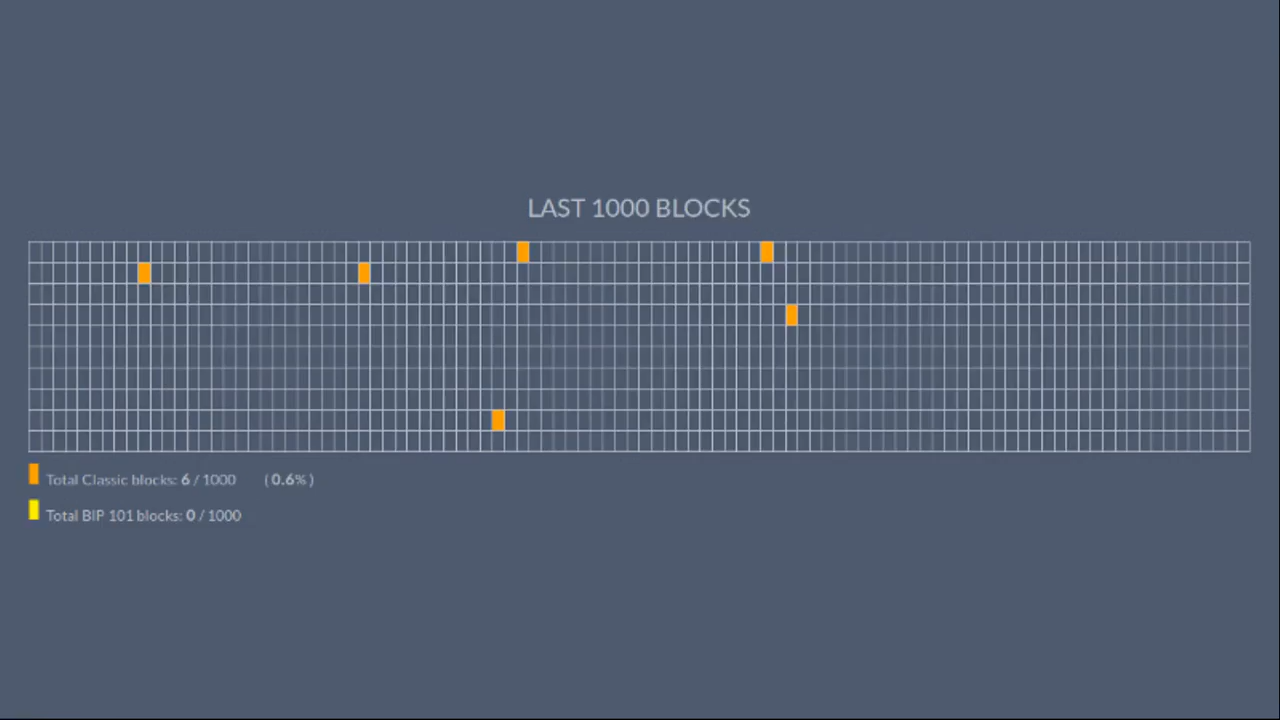 LAST 1000 BLOCKS
Total Classic blocks: 6 / 1000 ( 0.6% )
Total BIP 101 blocks: 0 / 1000